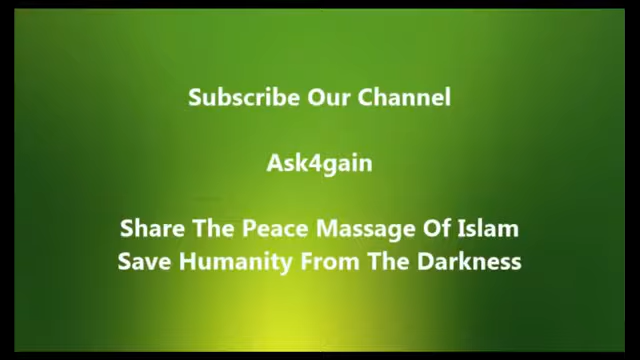 Subscribe Our Channel
Ask4gain
Share The Peace Massage Of Islam
Save Humanity From The Darkness